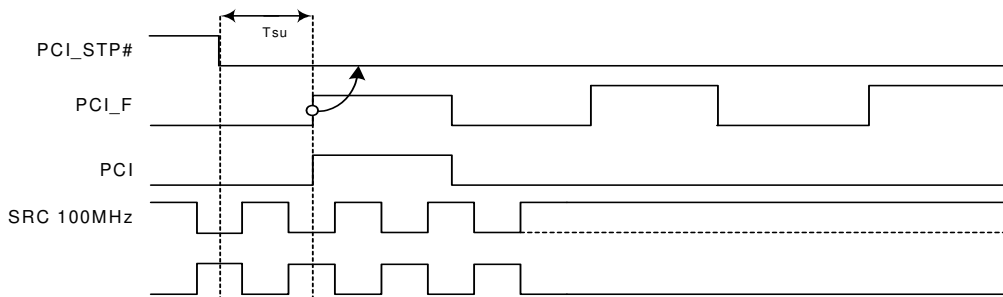 Tsu
PCI_STP#
PCI_F
PCI
SRC 100MHz